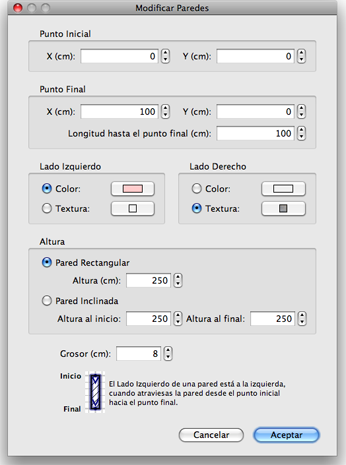 Modificar Paredes
Punto Inicial
X (cm): 0 Y (cm): 0
Punto Final
X (cm): 100 Y (cm): 0
Longitud hasta el punto final (cm): 100
Lado Izquierdo Lado Derecho
Color: Color:
Textura: Textura:
Altura
Pared Rectangular
Altura (cm): 250
Pared Inclinada
Altura al inicio: 250 Altura al final: 250
Grosor (cm): 8
Inicio
El Lado Izquierdo de una pared está a la izquierda,
cuando atraviesas la pared desde el punto inicial
hacia el punto final.
Final
Cancelar Aceptar